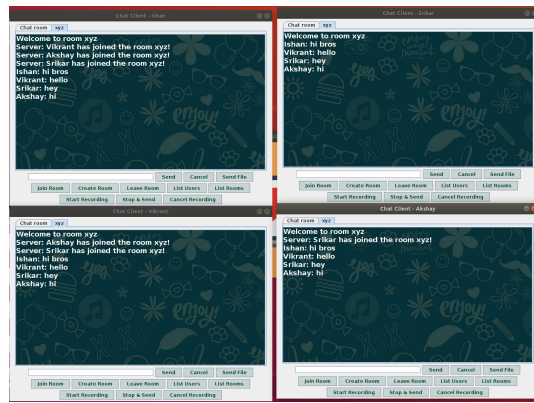 Chat Client - Ishan
Chat room xyz
Welcome to room xyz
Server: Vikrant has joined the room xyz!
Server: Akshay has joined the room xyz!
Server: Srikar has joined the room xyz!
Ishan: hi bros
Vikrant: hello
Srikar: hey
Akshay: hi
yes
enjoy!
Send Cancel Send File
Join Room Create Room Leave Room List Users List Rooms
Start Recording Stop & Send Cancel Recording
Chat Client - Srikar
Chat room xyz
Welcome to room xyz
Ishan: hi bros
Vikrant: hello
Srikar: hey
Akshay: hi
yes
enjoy!
Send Cancel Send File
Join Room Create Room Leave Room List Users List Rooms
Start Recording Stop & Send Cancel Recording
Chat Client - Vikrant
Chat room xyz
Welcome to room xyz
Server: Akshay has joined the room xyz!
Server: Srikar has joined the room xyz!
Ishan: hi bros
Vikrant: hello
Srikar: hey
Akshay: hi
yes
enjoy!
Send Cancel Send File
Join Room Create Room Leave Room List Users List Rooms
Start Recording Stop & Send Cancel Recording
Chat Client - Akshay
Chat room xyz
Welcome to room xyz
Server: Srikar has joined the room xyz!
Ishan: hi bros
Vikrant: hello
Srikar: hey
Akshay: hi
yes
enjoy!
Send Cancel Send File
Join Room Create Room Leave Room List Users List Rooms
Start Recording Stop & Send Cancel Recording